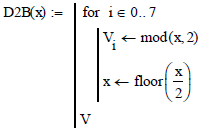 D2B(x) := for i ∈ 0.. 7
V_i ← mod(x, 2)
x ← floor(x/2)
V